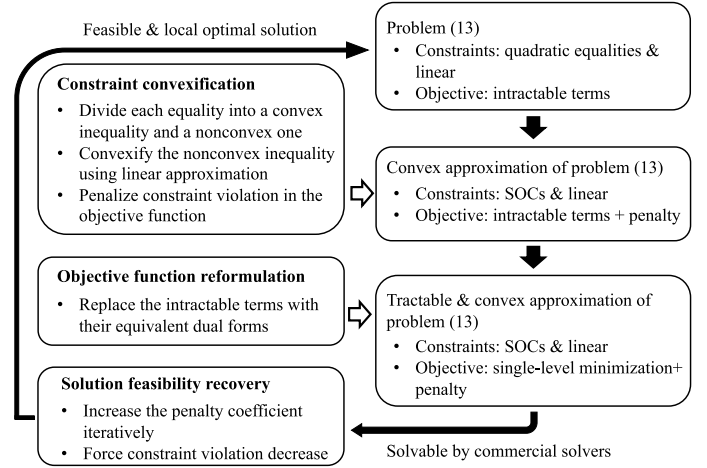 Feasible & local optimal solution
Problem (13)
• Constraints: quadratic equalities &
linear
• Objective: intractable terms
Constraint convexification
• Divide each equality into a convex
inequality and a nonconvex one
• Convexify the nonconvex inequality
using linear approximation
• Penalize constraint violation in the
objective function
Convex approximation of problem (13)
• Constraints: SOCs & linear
• Objective: intractable terms + penalty
Objective function reformulation
• Replace the intractable terms with
their equivalent dual forms
Tractable & convex approximation of
problem (13)
• Constraints: SOCs & linear
• Objective: single-level minimization+
penalty
Solution feasibility recovery
• Increase the penalty coefficient
iteratively
• Force constraint violation decrease
Solvable by commercial solvers